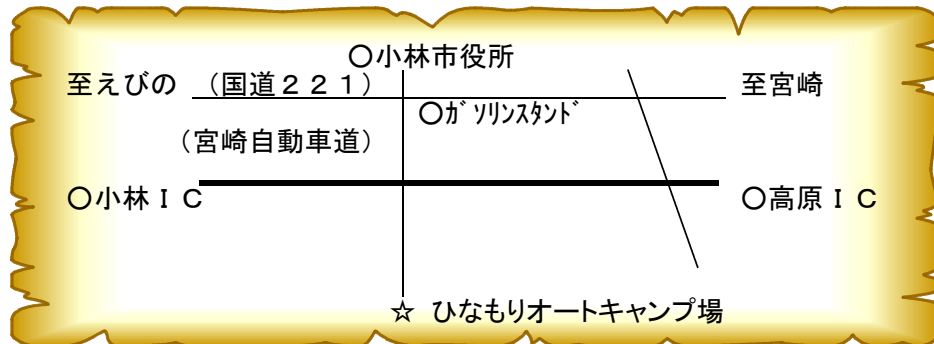 〇小林市役所
至えびの （国道２２１） 至宮崎
〇ｶﾞｿﾘﾝｽﾀﾝﾄﾞ
（宮崎自動車道）
〇小林ＩＣ 〇高原ＩＣ
☆ ひなもりオートキャンプ場